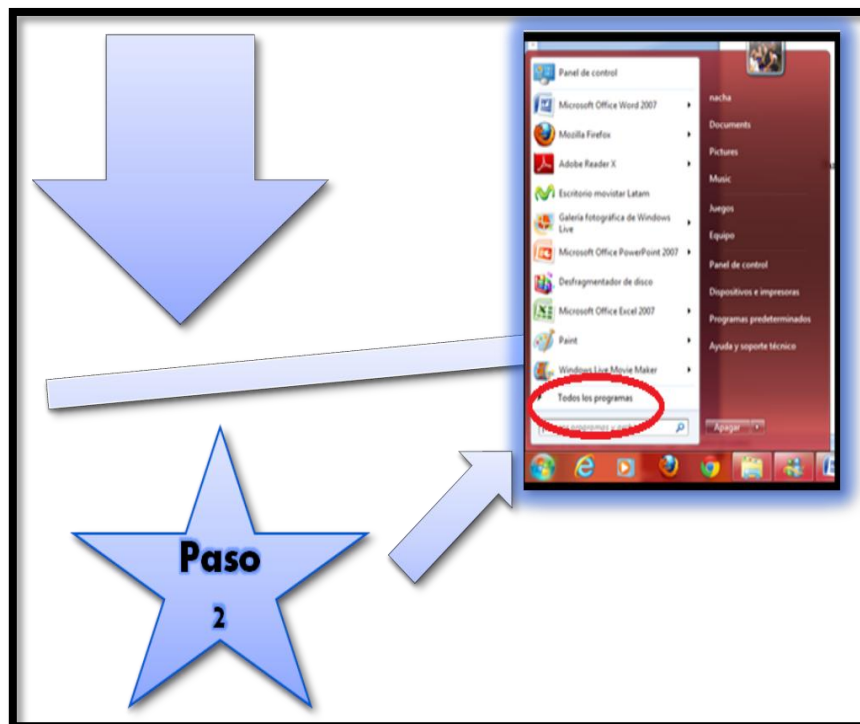 Panel de control
Microsoft Office Word 2007
Mozilla Firefox
Adobe Reader X
Escritorio movistar Latam
Galería fotográfica de Windows
Live
Microsoft Office PowerPoint 2007
Desfragmentador de disco
Microsoft Office Excel 2007
Paint
Windows Live Movie Maker
Todos los programas
programas y
nacha
Documents
Pictures
Music
Juegos
Equipo
Panel de control
Dispositivos e impresoras
Programas predeterminados
Ayuda y soporte técnico
Apagar
Paso
2